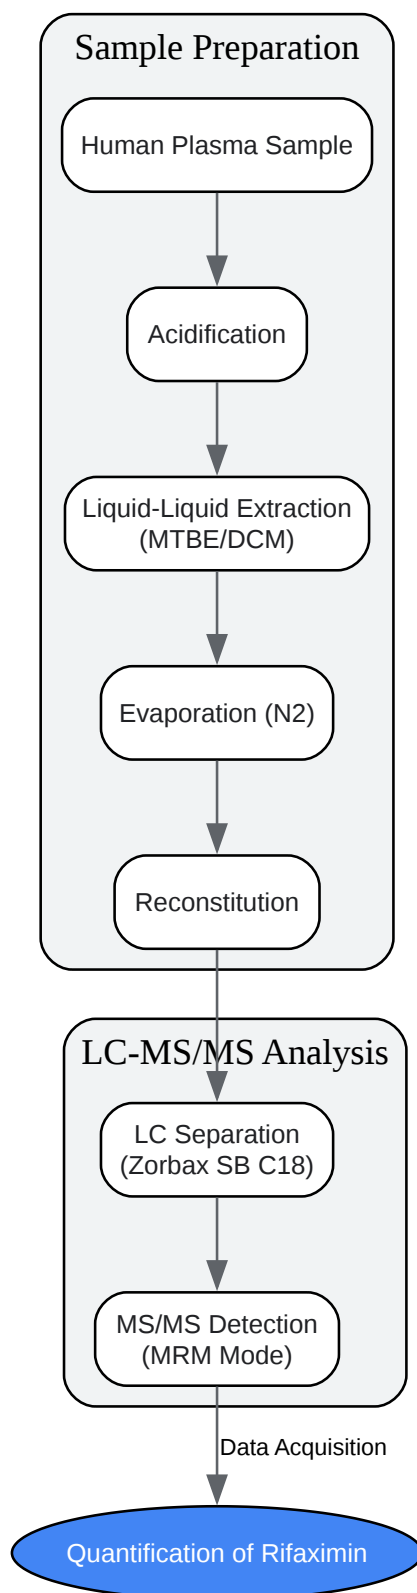 Sample Preparation
Human Plasma Sample
Acidification
Liquid-Liquid Extraction
(MTBE/DCM)
Evaporation (N2)
Reconstitution
LC-MS/MS Analysis
LC Separation
(Zorbax SB C18)
MS/MS Detection
(MRM Mode)
Data Acquisition
Quantification of Rifaximin